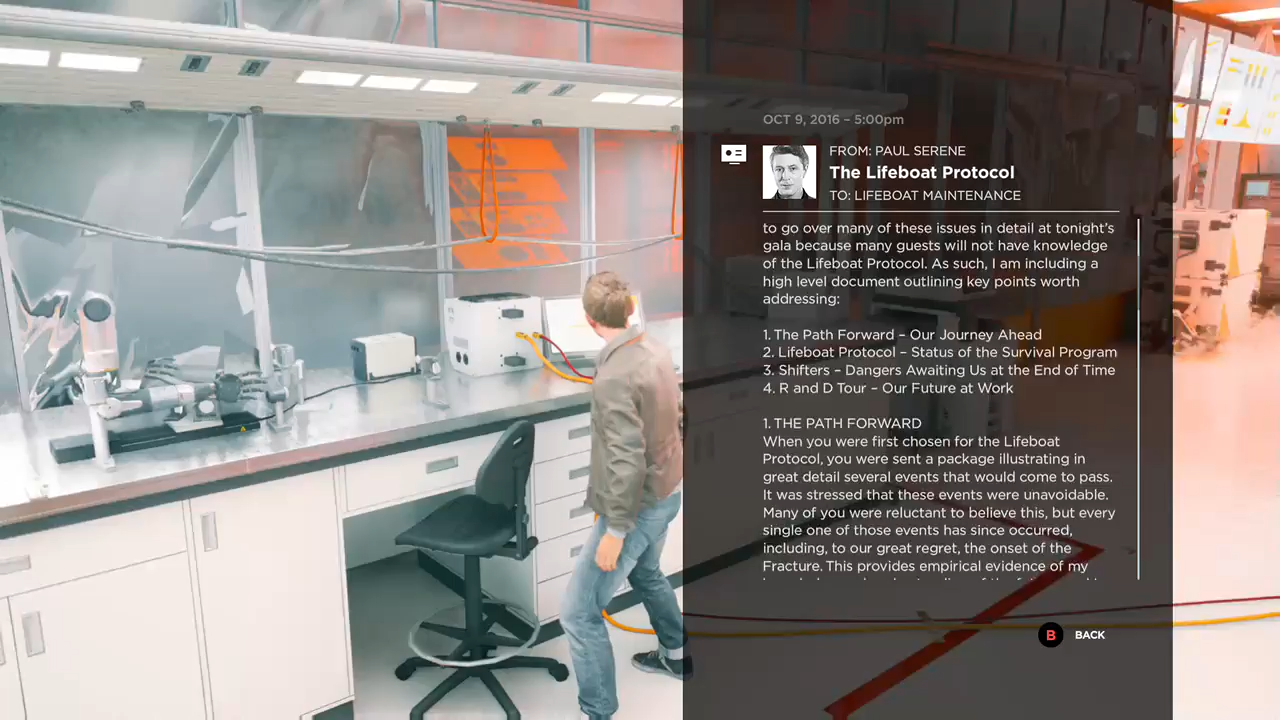 OCT 9, 2016 – 5:00pm
FROM: PAUL SERENE
The Lifeboat Protocol
TO: LIFEBOAT MAINTENANCE
to go over many of these issues in detail at tonight's
gala because many guests will not have knowledge
of the Lifeboat Protocol. As such, I am including a
high level document outlining key points worth
addressing:
1. The Path Forward – Our Journey Ahead
2. Lifeboat Protocol – Status of the Survival Program
3. Shifters – Dangers Awaiting Us at the End of Time
4. R and D Tour – Our Future at Work
1. THE PATH FORWARD
When you were first chosen for the Lifeboat
Protocol, you were sent a package illustrating in
great detail several events that would come to pass.
It was stressed that these events were unavoidable.
Many of you were reluctant to believe this, but every
single one of those events has since occurred,
including, to our great regret, the onset of the
Fracture. This provides empirical evidence of my
B BACK